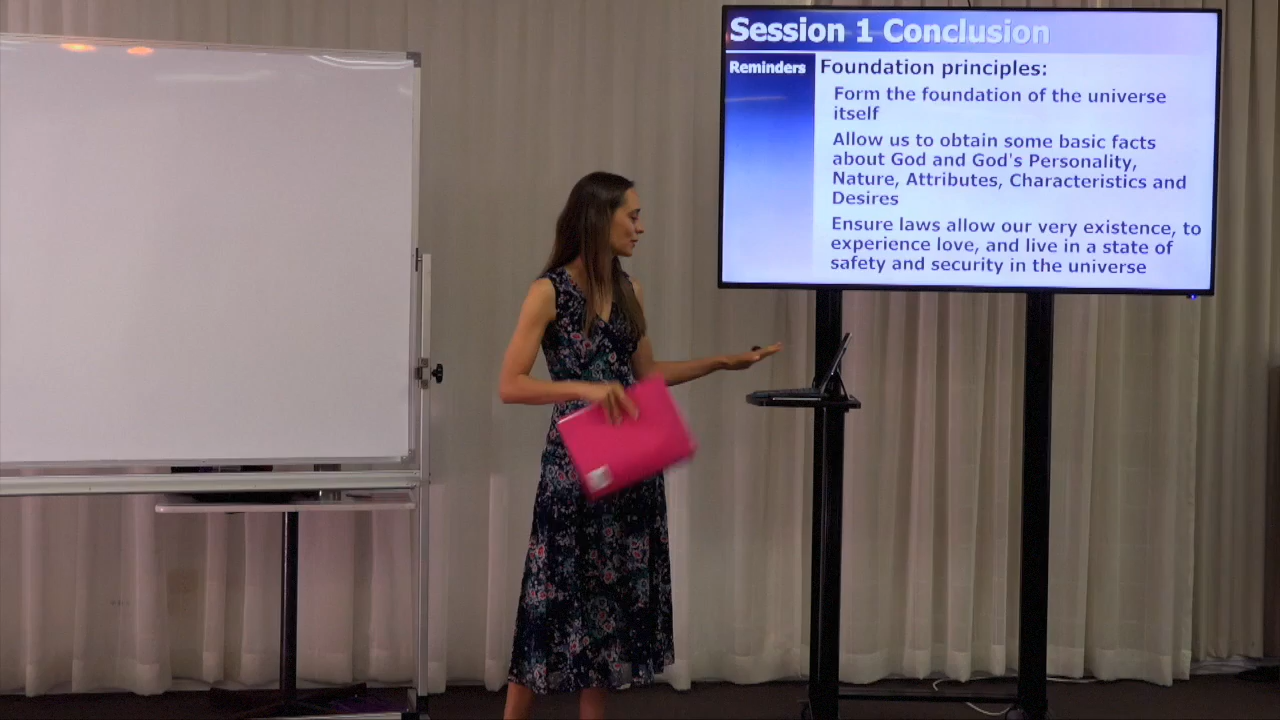 Session 1 Conclusion
Reminders
Foundation principles:
Form the foundation of the universe
itself
Allow us to obtain some basic facts
about God and God's Personality,
Nature, Attributes, Characteristics and
Desires
Ensure laws allow our very existence, to
experience love, and live in a state of
safety and security in the universe